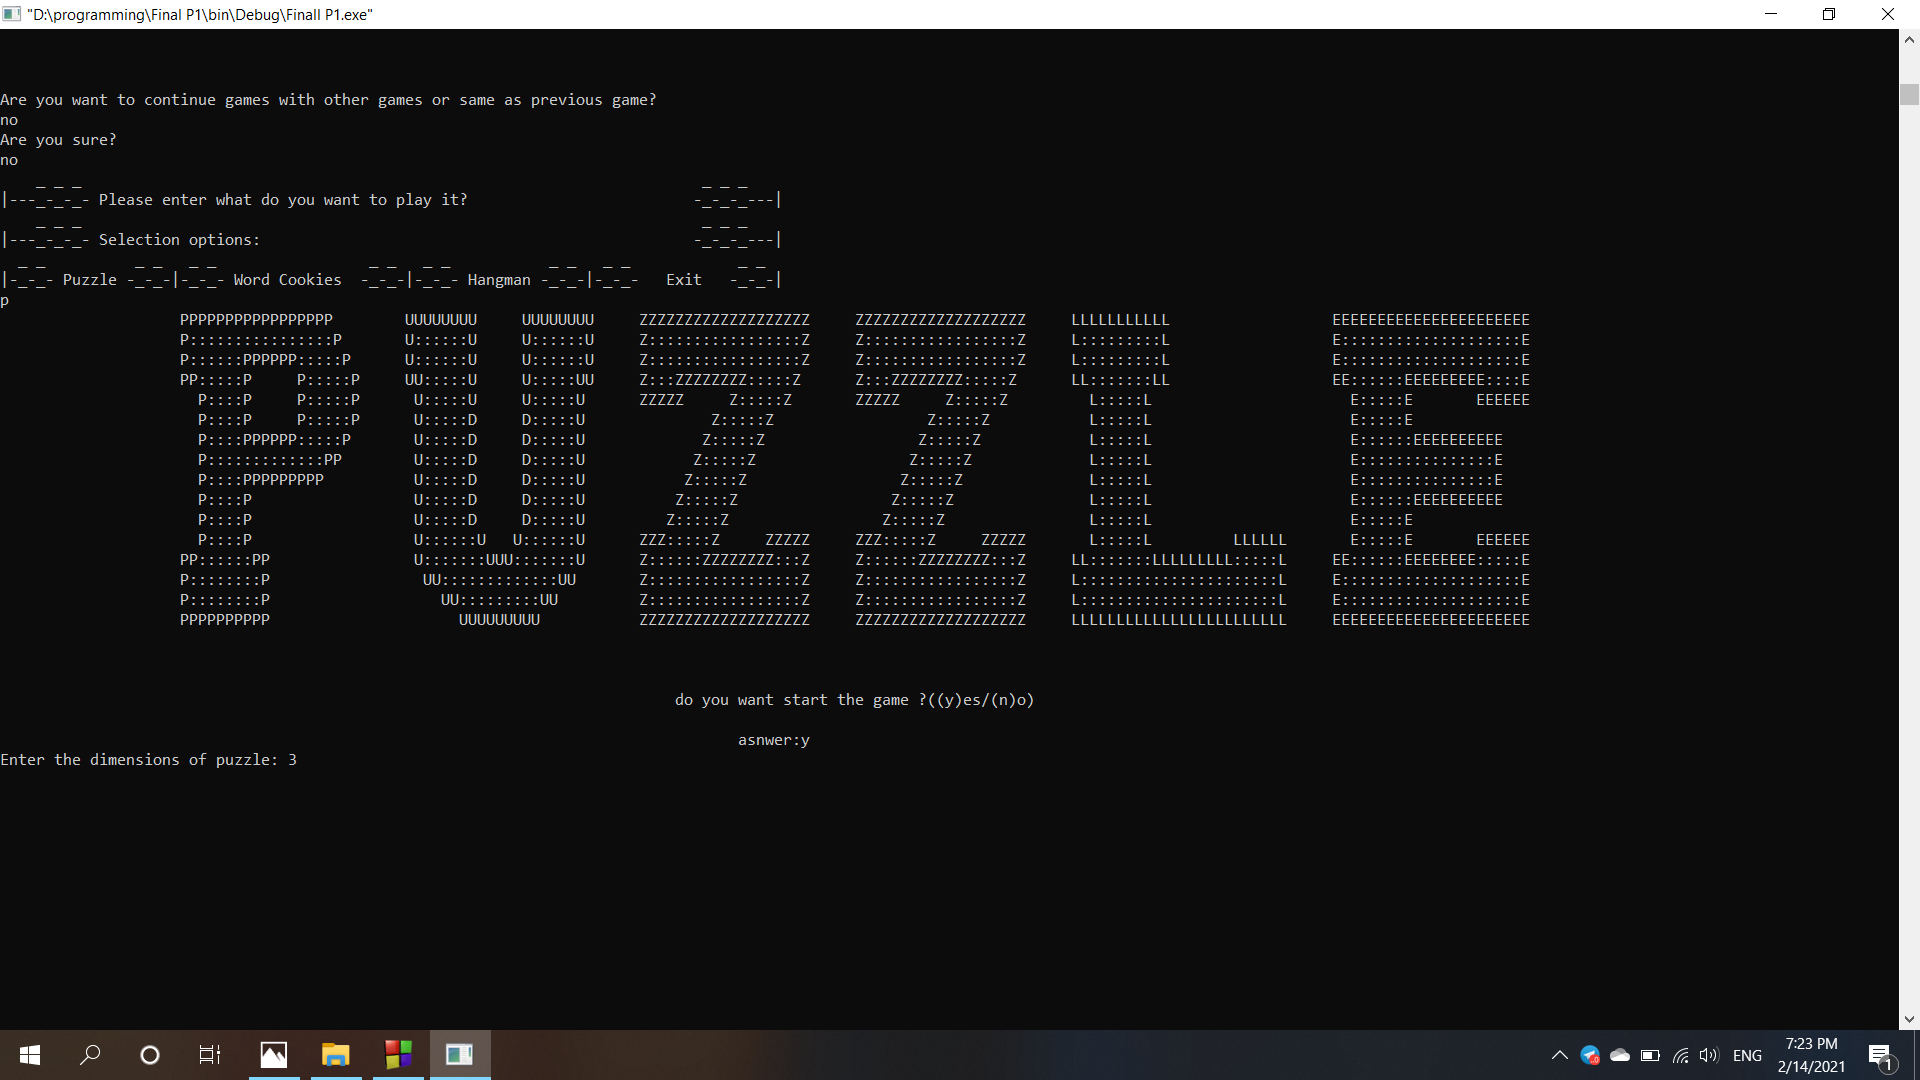 "D:\programming\Final P1\bin\Debug\Finall P1.exe"
Are you want to continue games with other games or same as previous game?
no
Are you sure?
no
    _ _ _                                                                     _ _ _
|---_-_-_- Please enter what do you want to play it?                         -_-_-_---|
    _ _ _                                                                     _ _ _
|---_-_-_- Selection options:                                                -_-_-_---|
  _ _          _ _   _ _                 _ _   _ _           _ _   _ _            _ _
|-_-_- Puzzle -_-_-|-_-_- Word Cookies  -_-_-|-_-_- Hangman -_-_-|-_-_-   Exit   -_-_-|
p
                    PPPPPPPPPPPPPPPPP        UUUUUUUU     UUUUUUUU     ZZZZZZZZZZZZZZZZZZZ     ZZZZZZZZZZZZZZZZZZZ     LLLLLLLLLLL                  EEEEEEEEEEEEEEEEEEEEEE
                    P::::::::::::::::P       U::::::U     U::::::U     Z:::::::::::::::::Z     Z:::::::::::::::::Z     L:::::::::L                  E::::::::::::::::::::E
                    P::::::PPPPPP:::::P      U::::::U     U::::::U     Z:::::::::::::::::Z     Z:::::::::::::::::Z     L:::::::::L                  E::::::::::::::::::::E
                    PP:::::P     P:::::P     UU:::::U     U:::::UU     Z:::ZZZZZZZZ:::::Z      Z:::ZZZZZZZZ:::::Z      LL:::::::LL                  EE::::::EEEEEEEEE::::E
                      P::::P     P:::::P      U:::::U     U:::::U      ZZZZZ     Z:::::Z       ZZZZZ     Z:::::Z         L:::::L                      E:::::E       EEEEEE
                      P::::P     P:::::P      U:::::D     D:::::U              Z:::::Z                 Z:::::Z           L:::::L                      E:::::E
                      P::::PPPPPP:::::P       U:::::D     D:::::U             Z:::::Z                 Z:::::Z            L:::::L                      E::::::EEEEEEEEEE
                      P:::::::::::::PP        U:::::D     D:::::U            Z:::::Z                 Z:::::Z             L:::::L                      E:::::::::::::::E
                      P::::PPPPPPPPP          U:::::D     D:::::U           Z:::::Z                 Z:::::Z              L:::::L                      E:::::::::::::::E
                      P::::P                  U:::::D     D:::::U          Z:::::Z                 Z:::::Z               L:::::L                      E::::::EEEEEEEEEE
                      P::::P                  U:::::D     D:::::U         Z:::::Z                 Z:::::Z                L:::::L                      E:::::E
                      P::::P                  U::::::U   U::::::U      ZZZ:::::Z     ZZZZZ     ZZZ:::::Z     ZZZZZ       L:::::L         LLLLLL       E:::::E       EEEEEE
                    PP::::::PP                U:::::::UUU:::::::U      Z::::::ZZZZZZZZ:::Z     Z::::::ZZZZZZZZ:::Z     LL:::::::LLLLLLLLL:::::L     EE::::::EEEEEEEE:::::E
                    P::::::::P                 UU:::::::::::::UU       Z:::::::::::::::::Z     Z:::::::::::::::::Z     L::::::::::::::::::::::L     E::::::::::::::::::::E
                    P::::::::P                   UU:::::::::UU         Z:::::::::::::::::Z     Z:::::::::::::::::Z     L::::::::::::::::::::::L     E::::::::::::::::::::E
                    PPPPPPPPPP                     UUUUUUUUU           ZZZZZZZZZZZZZZZZZZZ     ZZZZZZZZZZZZZZZZZZZ     LLLLLLLLLLLLLLLLLLLLLLLL     EEEEEEEEEEEEEEEEEEEEEE
do you want start the game ?((y)es/(n)o)
asnwer:y
Enter the dimensions of puzzle: 3
ENG
7:23 PM
2/14/2021
1